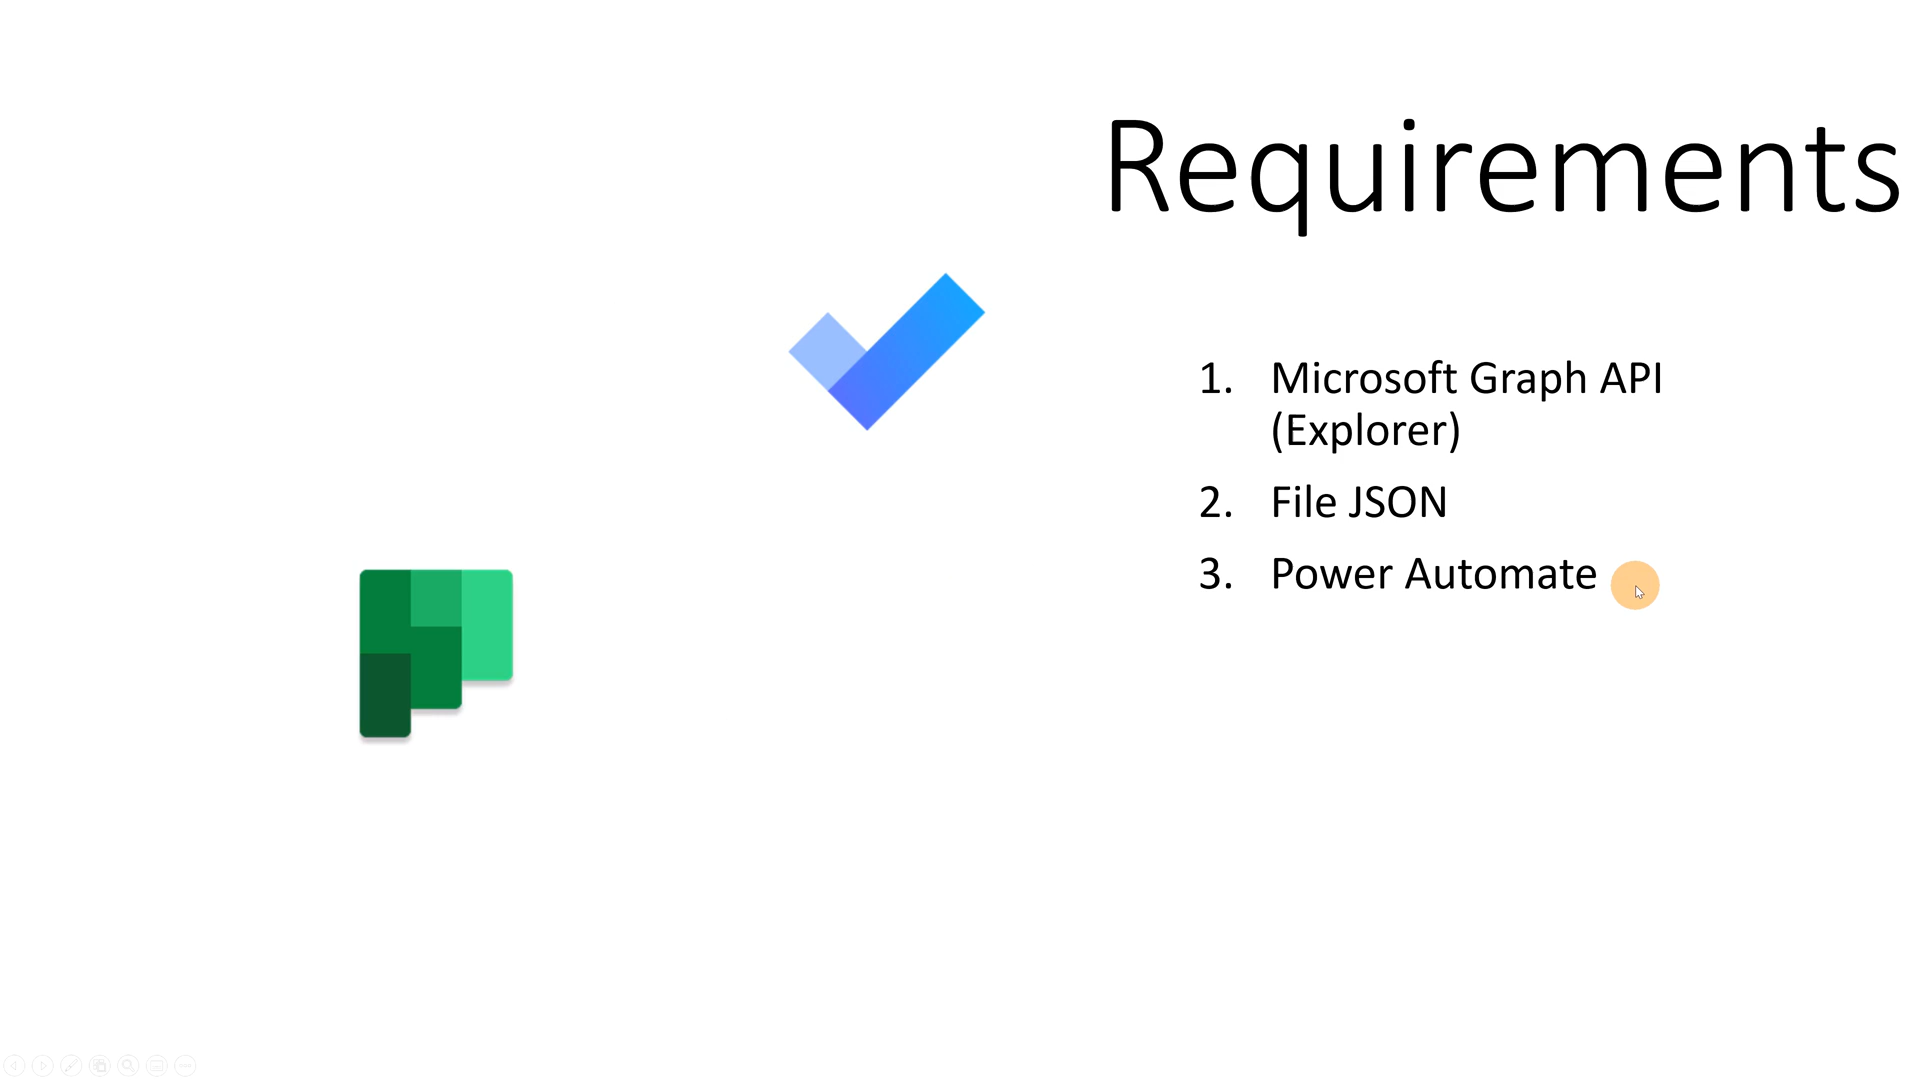 Requirements
1. Microsoft Graph API
(Explorer)
2. File JSON
3. Power Automate